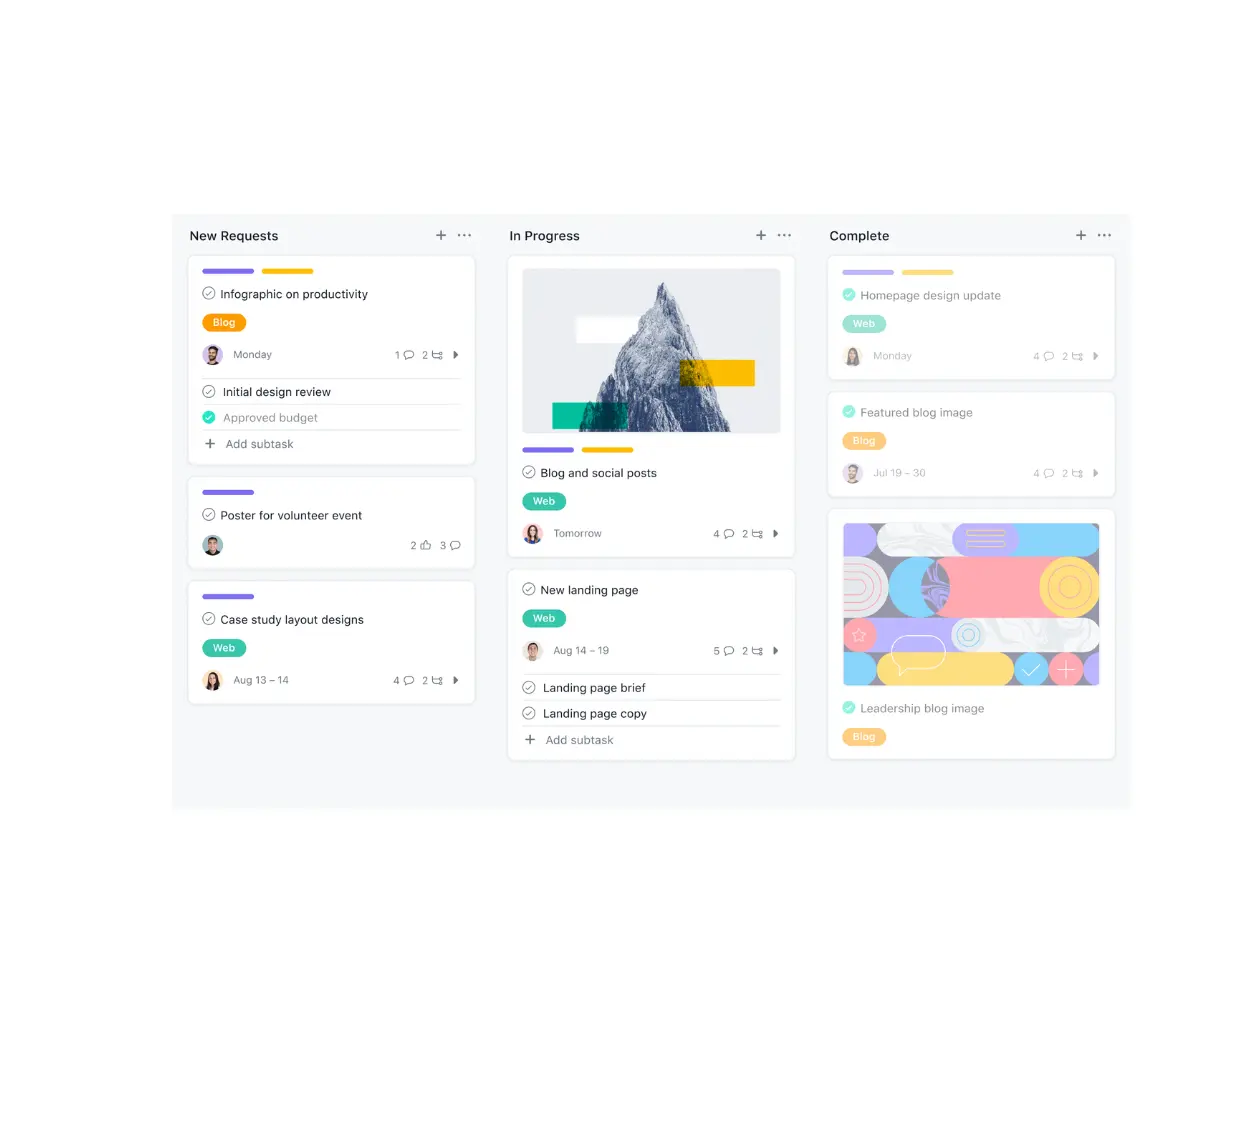 New Requests
Infographic on productivity
Blog
Monday
1
2
Initial design review
Approved budget
Add subtask
Poster for volunteer event
2
3
Case study layout designs
Web
Aug 13 – 14
4
2
In Progress
Blog and social posts
Web
Tomorrow
4
2
New landing page
Web
Aug 14 – 19
5
2
Landing page brief
Landing page copy
Add subtask
Complete
Homepage design update
Web
Monday
4
2
Featured blog image
Blog
Jul 19 – 30
4
2
Leadership blog image
Blog